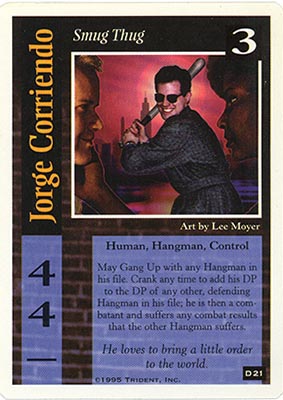 Smug Thug
3
Jorge Corriendo
Art by Lee Moyer
Human, Hangman, Control
4
4
—
May Gang Up with any Hangman in
his file. Crank any time to add his DP
to the DP of any other, defending
Hangman in his file; he is then a com-
batant and suffers any combat results
that the other Hangman suffers.
He loves to bring a little order
to the world.
©1995 TRIDENT, INC.
D 21